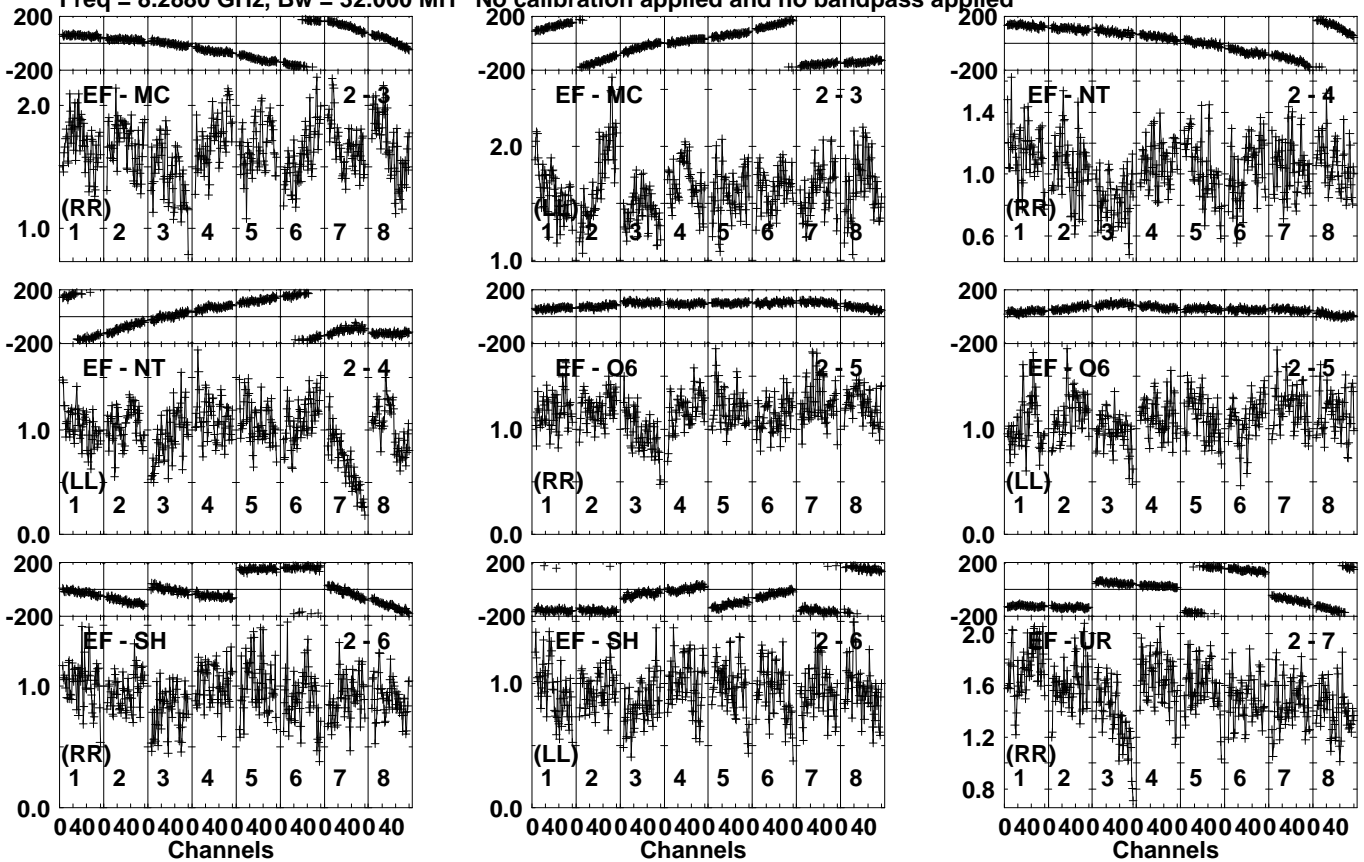 Freq = 8.2880 GHz, Bw = 32.000 MH No calibration applied and no bandpass applied
200
-200
EF - MC 2 - 3
2.0
1.0
(RR)
1 2 3 4 5 6 7 8
EF - MC 2 - 3
2.0
1.0
(LL)
1 2 3 4 5 6 7 8
200
-200
EF - NT 2 - 4
1.4
1.0
0.6
(RR)
1 2 3 4 5 6 7 8
200
-200
EF - NT 2 - 4
1.0
0.0
(LL)
1 2 3 4 5 6 7 8
200
-200
EF - O6 2 - 5
1.0
0.0
(RR)
1 2 3 4 5 6 7 8
200
-200
EF - O6 2 - 5
1.0
0.0
(LL)
1 2 3 4 5 6 7 8
200
-200
EF - SH 2 - 6
1.0
0.0
(RR)
1 2 3 4 5 6 7 8
0 40 0 40 0 40 0 40 0 40 0 40 0 40 0 40
Channels
200
-200
EF - SH 2 - 6
1.0
0.0
(LL)
1 2 3 4 5 6 7 8
0 40 0 40 0 40 0 40 0 40 0 40 0 40 0 40
Channels
200
-200
EF - UR 2 - 7
2.0
1.6
1.2
0.8
(RR)
1 2 3 4 5 6 7 8
0 40 0 40 0 40 0 40 0 40 0 40 0 40 0 40
Channels